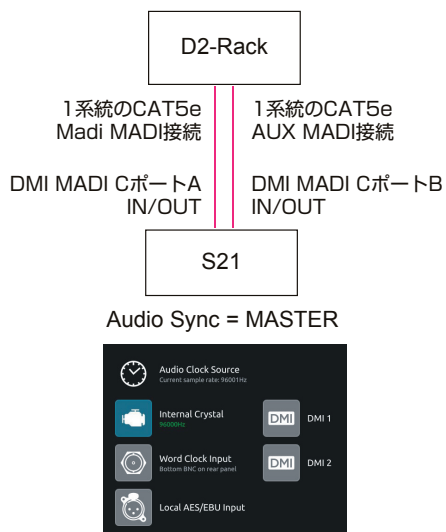 D2-Rack
1系統のCAT5e
Madi MADI接続
1系統のCAT5e
AUX MADI接続
DMI MADI CポートA
IN/OUT
DMI MADI CポートB
IN/OUT
S21
Audio Sync = MASTER
Audio Clock Source
Current sample rate: 96001Hz
Internal Crystal
96000Hz
DMI
DMI 1
Word Clock Input
Bottom BNC on rear panel
DMI
DMI 2
Local AES/EBU Input